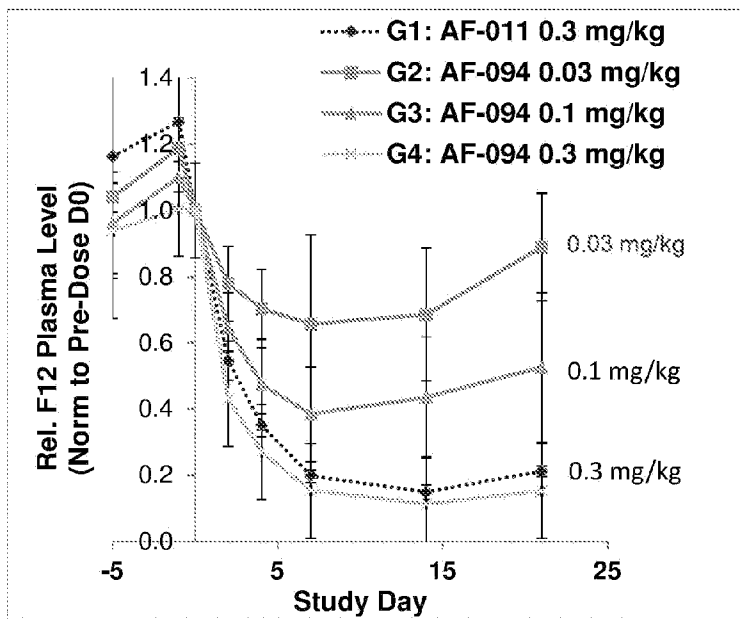 G1: AF-011 0.3 mg/kg
G2: AF-094 0.03 mg/kg
G3: AF-094 0.1 mg/kg
G4: AF-094 0.3 mg/kg
Rel. F12 Plasma Level
(Norm to Pre-Dose D0)
1.4
1.2
1.0
0.8
0.6
0.4
0.2
0.0
0.03 mg/kg
0.1 mg/kg
0.3 mg/kg
-5
5
15
25
Study Day